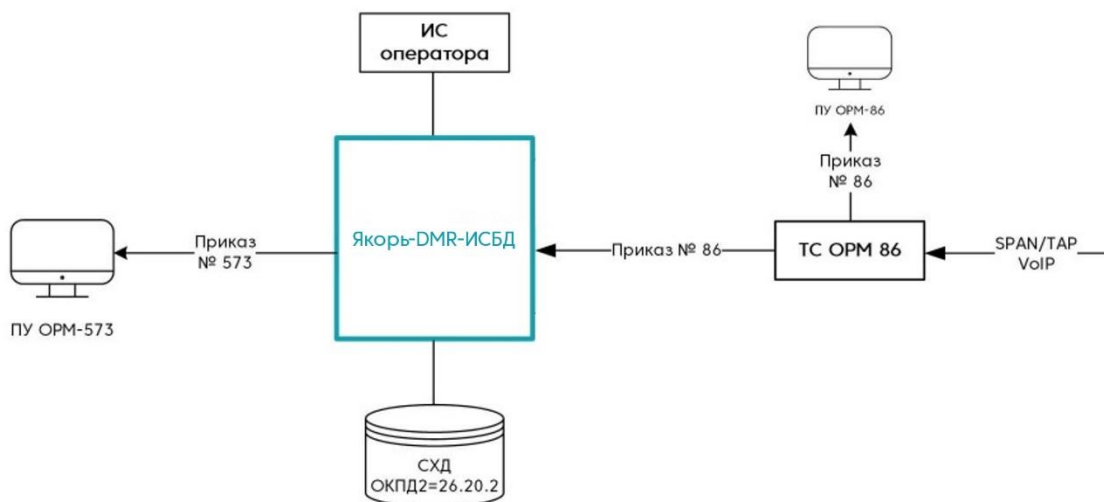 ИС
оператора
ПУ ОРМ-86
Приказ
№ 86
Якорь-DMR-ИСБД
Приказ
№ 573
Приказ № 86
ТС ОРМ 86
SPAN/TAP
VoIP
ПУ ОРМ-573
СХД
ОКПД2=26.20.2